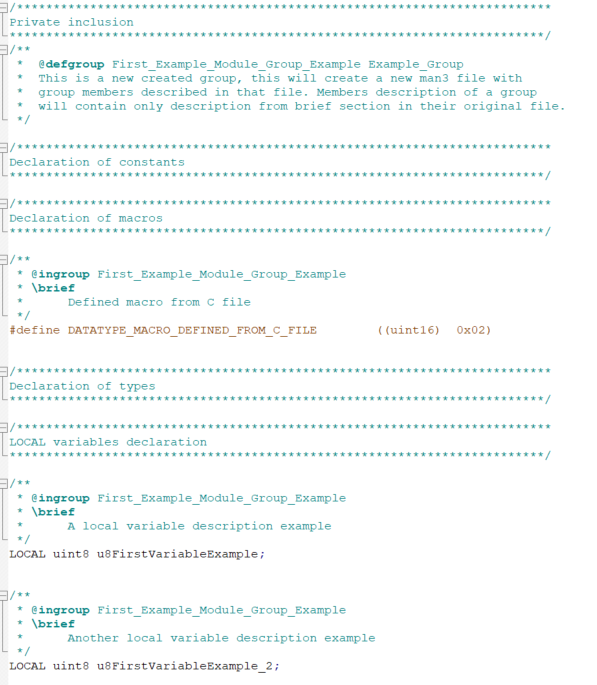 /**************************************************************************
Private inclusion
**************************************************************************/
/**
 *  @defgroup First_Example_Module_Group_Example Example_Group
 *  This is a new created group, this will create a new man3 file with
 *  group members described in that file. Members description of a group
 *  will contain only description from brief section in their original file.
 */
/**************************************************************************
Declaration of constants
**************************************************************************/
/**************************************************************************
Declaration of macros
**************************************************************************/
/**
 * @ingroup First_Example_Module_Group_Example
 * \brief
 *      Defined macro from C file
 */
#define DATATYPE_MACRO_DEFINED_FROM_C_FILE        ((uint16)  0x02)
/**************************************************************************
Declaration of types
**************************************************************************/
/**************************************************************************
LOCAL variables declaration
**************************************************************************/
/**
 * @ingroup First_Example_Module_Group_Example
 * \brief
 *      A local variable description example
 */
LOCAL uint8 u8FirstVariableExample;
/**
 * @ingroup First_Example_Module_Group_Example
 * \brief
 *      Another local variable description example
 */
LOCAL uint8 u8FirstVariableExample_2;